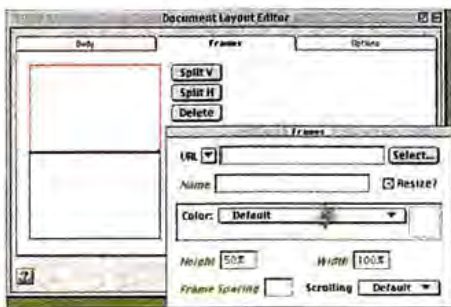 Document Layout Editor
Body Frames Options
Split V
Split H
Delete
Frames
URL Select...
Name Resize?
Color: Default
Height 50% Width 100%
Frame Spacing Scrolling Default
?